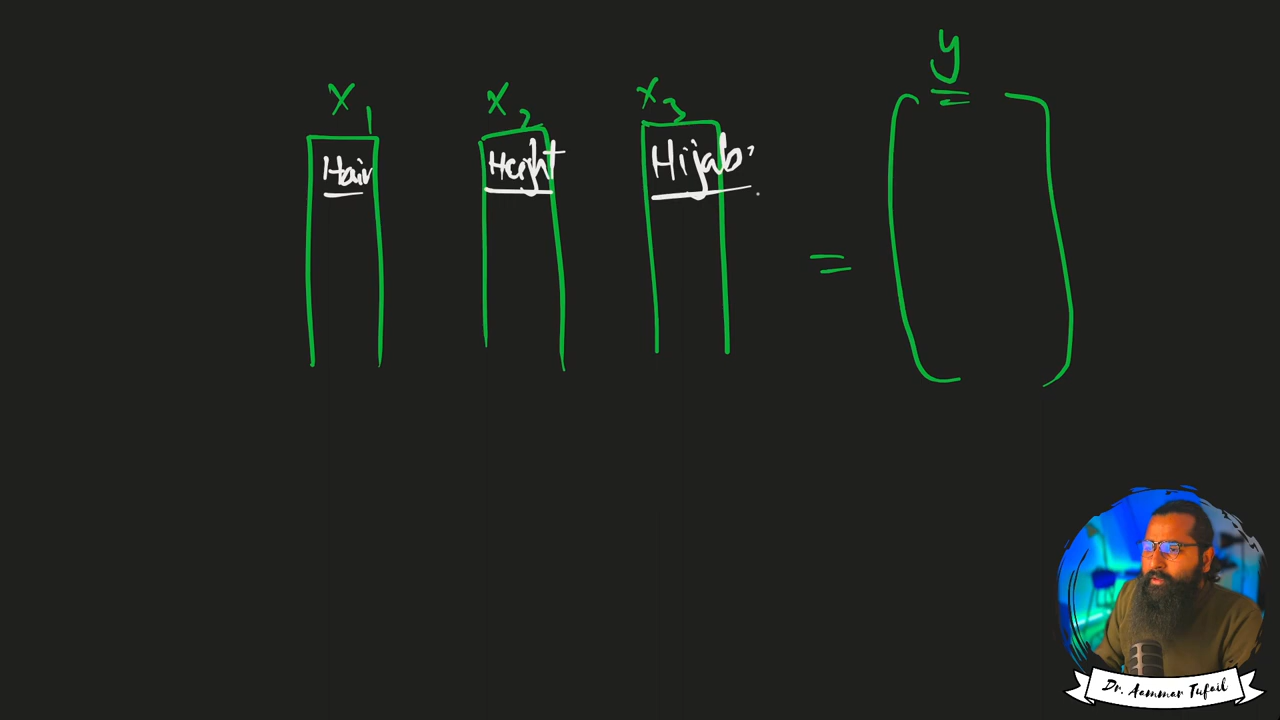 y
x1 x2 x3
Hair Height Hijab?
=
Dr. Aammar Tufail